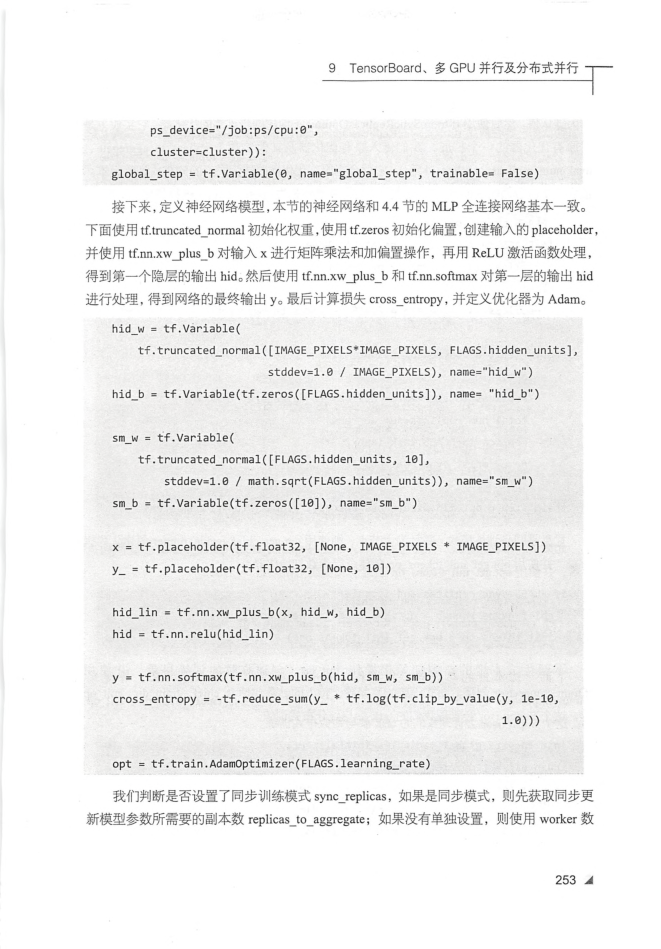 9 TensorBoard、多 GPU 并行及分布式并行
ps_device="/job:ps/cpu:0",
cluster=cluster)):
global_step = tf.Variable(0, name="global_step", trainable= False)
接下来,定义神经网络模型,本节的神经网络和 4.4 节的 MLP 全连接网络基本一致。
下面使用 tf.truncated_normal 初始化权重,使用 tf.zeros 初始化偏置,创建输入的 placeholder,
并使用 tf.nn.xw_plus_b 对输入 x 进行矩阵乘法和加偏置操作，再用 ReLU 激活函数处理,
得到第一个隐层的输出 hid。然后使用 tf.nn.xw_plus_b 和 tf.nn.softmax 对第一层的输出 hid
进行处理，得到网络的最终输出 y。最后计算损失 cross_entropy，并定义优化器为 Adam。
hid_w = tf.Variable(
tf.truncated_normal([IMAGE_PIXELS*IMAGE_PIXELS, FLAGS.hidden_units],
stddev=1.0 / IMAGE_PIXELS), name="hid_w")
hid_b = tf.Variable(tf.zeros([FLAGS.hidden_units]), name= "hid_b")
sm_w = tf.Variable(
tf.truncated_normal([FLAGS.hidden_units, 10],
stddev=1.0 / math.sqrt(FLAGS.hidden_units)), name="sm_w")
sm_b = tf.Variable(tf.zeros([10]), name="sm_b")
x = tf.placeholder(tf.float32, [None, IMAGE_PIXELS * IMAGE_PIXELS])
y_ = tf.placeholder(tf.float32, [None, 10])
hid_lin = tf.nn.xw_plus_b(x, hid_w, hid_b)
hid = tf.nn.relu(hid_lin)
y = tf.nn.softmax(tf.nn.xw_plus_b(hid, sm_w, sm_b))
cross_entropy = -tf.reduce_sum(y_ * tf.log(tf.clip_by_value(y, 1e-10,
1.0)))
opt = tf.train.AdamOptimizer(FLAGS.learning_rate)
我们判断是否设置了同步训练模式 sync_replicas，如果是同步模式，则先获取同步更
新模型参数所需要的副本数 replicas_to_aggregate；如果没有单独设置，则使用 worker 数
253